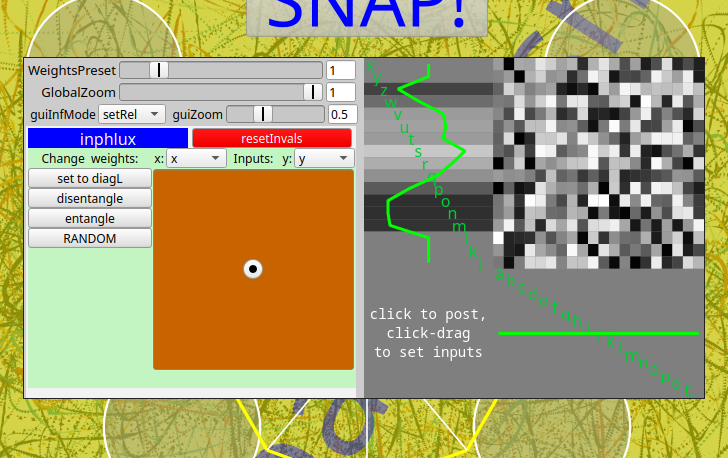 SNAP!
WeightsPreset 1
GlobalZoom 1
guiInfMode setRel guiZoom 0.5
inphlux resetInvals
Change weights: x: x Inputs: y: y
set to diagL
disentangle
entangle
RANDOM
x
y
z
w
v
u
t
s
r
q
p
o
n
m
l
k
j
a b c d e f g h i j k l m n o p q r
click to post,
click-drag
to set inputs